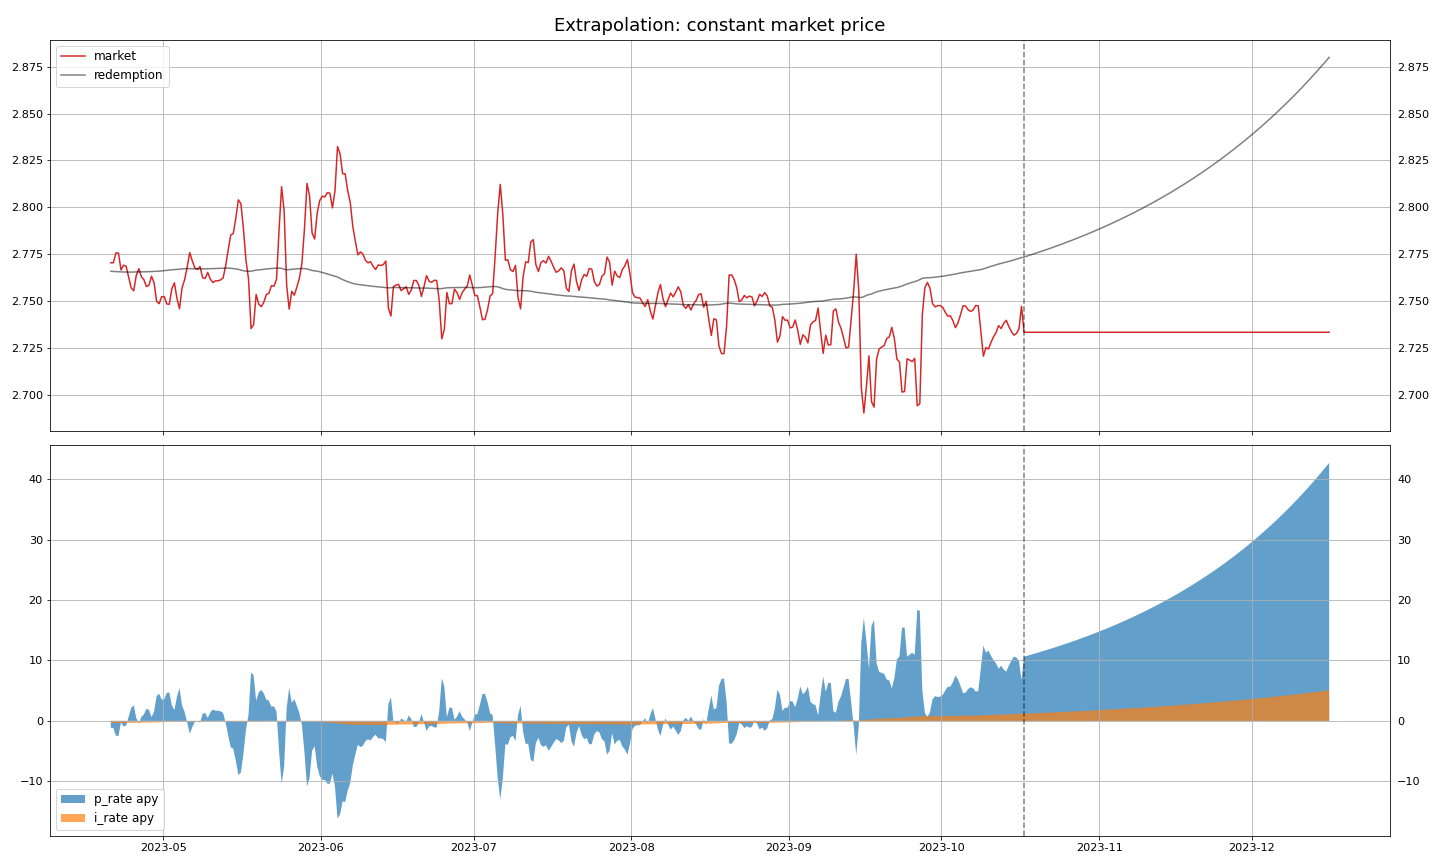 Extrapolation: constant market price
market
redemption
2.875 2.875
2.850 2.850
2.825 2.825
2.800 2.800
2.775 2.775
2.750 2.750
2.725 2.725
2.700 2.700
40 40
30 30
20 20
10 10
0 0
−10 −10
p_rate apy
i_rate apy
2023-05 2023-06 2023-07 2023-08 2023-09 2023-10 2023-11 2023-12